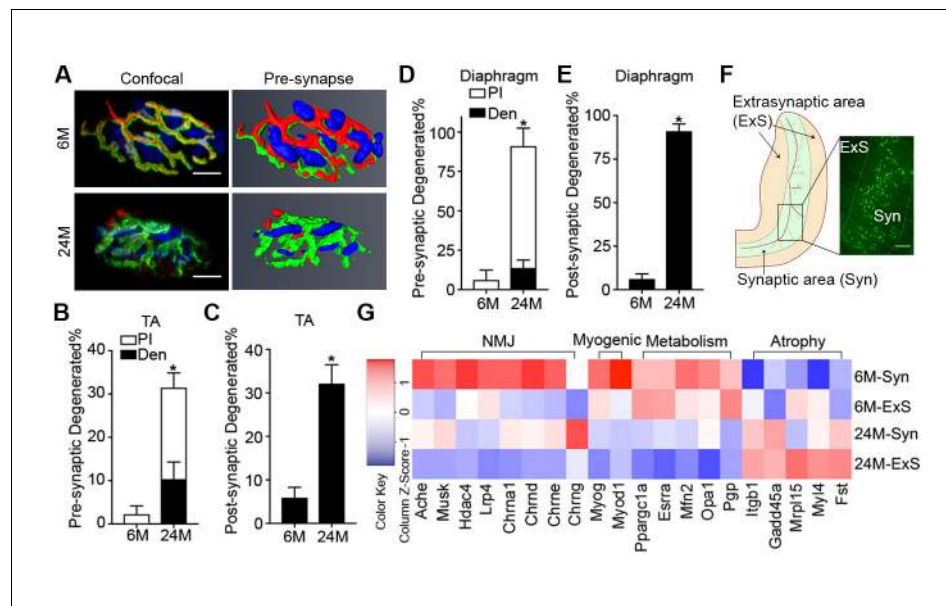 A
Confocal
Pre-synapse
6M
24M
B
TA
PI
Den
Pre-synaptic Degenerated%
40
30
20
10
0
*
6M
24M
C
TA
Post-synaptic Degenerated%
40
30
20
10
0
*
6M
24M
D
Diaphragm
PI
Den
Pre-synaptic Degenerated%
100
75
50
25
0
*
6M
24M
E
Diaphragm
Post-synaptic Degenerated%
100
75
50
25
0
*
6M
24M
F
Extrasynaptic area
(ExS)
ExS
Syn
Synaptic area (Syn)
G
NMJ
Myogenic
Metabolism
Atrophy
1
0
-1
Color Key
Column Z-Score
6M-Syn
6M-ExS
24M-Syn
24M-ExS
Ache
Musk
Hdac4
Lrp4
Chrna1
Chrnd
Chrne
Chrng
Myog
Myod1
Ppargc1a
Esrra
Mfn2
Opa1
Pgp
Itgb1
Gadd45a
Mrpl15
Myl4
Fst